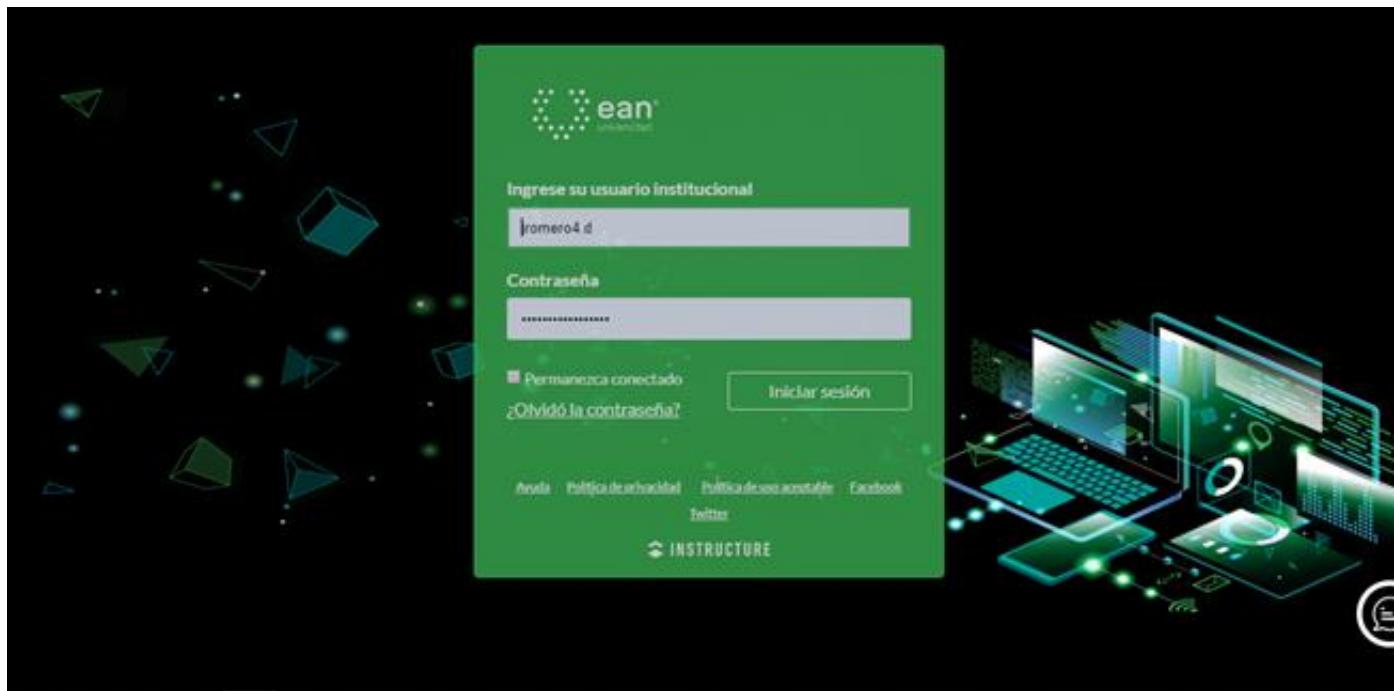 ean
universidad
Ingrese su usuario institucional
jromero4.d
Contraseña
••••••••••••••••••
Permanezca conectado
Iniciar sesión
¿Olvidó la contraseña?
Ayuda Política de privacidad Política de uso aceptable Facebook
Twitter
INSTRUCTURE